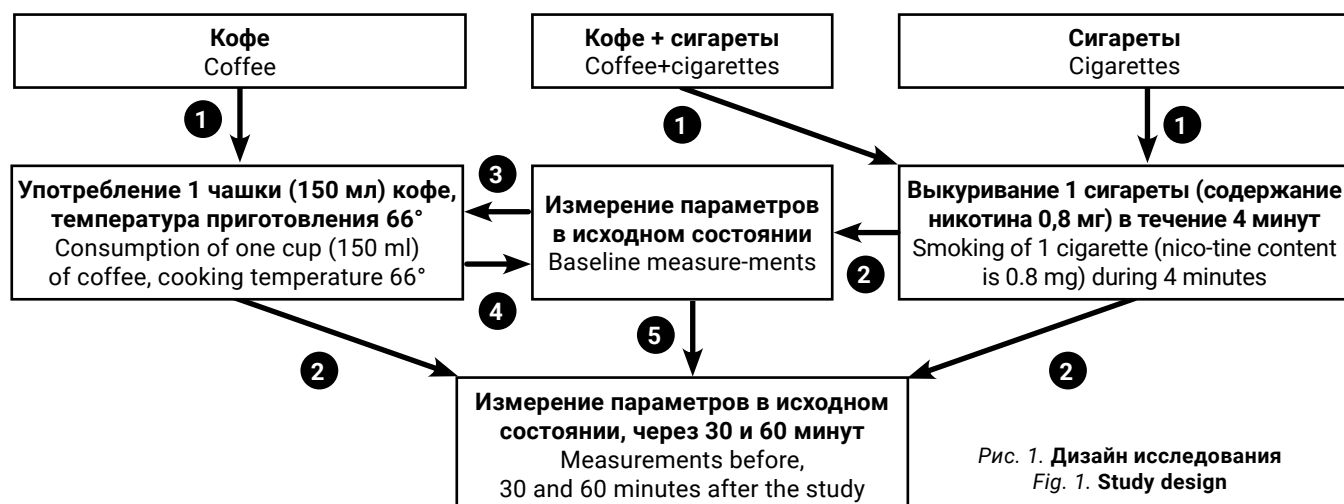 Кофе
Coffee
Кофе + сигареты
Coffee+cigarettes
Сигареты
Cigarettes
1
1
1
Употребление 1 чашки (150 мл) кофе,
температура приготовления 66°
Consumption of one cup (150 ml)
of coffee, cooking temperature 66°
3
4
Измерение параметров
в исходном состоянии
Baseline measure-ments
2
Выкуривание 1 сигареты (содержание
никотина 0,8 мг) в течение 4 минут
Smoking of 1 cigarette (nico-tine content
is 0.8 mg) during 4 minutes
2
5
2
Измерение параметров в исходном
состоянии, через 30 и 60 минут
Measurements before,
30 and 60 minutes after the study
Рис. 1. Дизайн исследования
Fig. 1. Study design